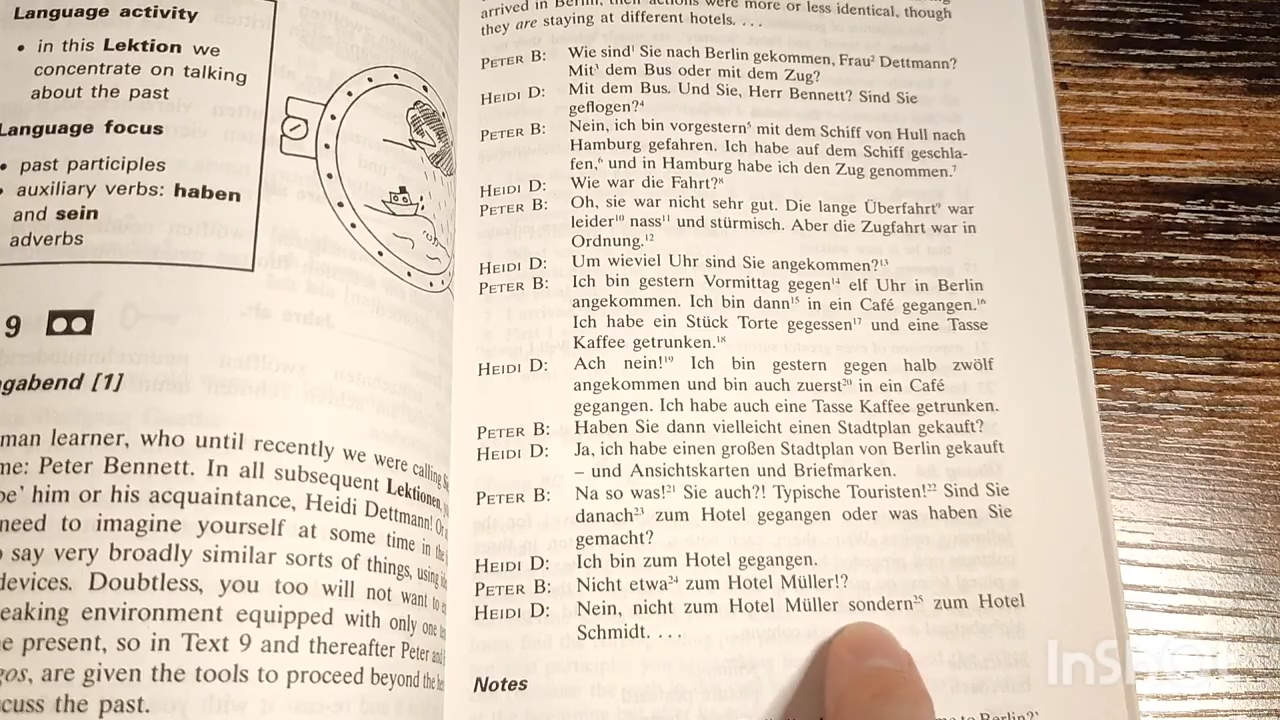 Language activity
• in this Lektion we
concentrate on talking
about the past
Language focus
• past participles
• auxiliary verbs: haben
and sein
adverbs
9
gabend [1]
man learner, who until recently we were calling
me: Peter Bennett. In all subsequent Lektionen,
be' him or his acquaintance, Heidi Dettmann!
need to imagine yourself at some time in the
say very broadly similar sorts of things, using
devices. Doubtless, you too will not want to
eaking environment equipped with only one
e present, so in Text 9 and thereafter Peter and
gos, are given the tools to proceed beyond the
cuss the past.
arrived in Berlin, their actions were more or less identical, though
they are staying at different hotels. . . .
PETER B: Wie sind¹ Sie nach Berlin gekommen, Frau² Dettmann?
Mit³ dem Bus oder mit dem Zug?
HEIDI D: Mit dem Bus. Und Sie, Herr Bennett? Sind Sie
geflogen?⁴
PETER B: Nein, ich bin vorgestern⁵ mit dem Schiff von Hull nach
Hamburg gefahren. Ich habe auf dem Schiff geschla-
fen,⁶ und in Hamburg habe ich den Zug genommen.⁷
HEIDI D: Wie war die Fahrt?⁸
PETER B: Oh, sie war nicht sehr gut. Die lange Überfahrt⁹ war
leider¹⁰ nass¹¹ und stürmisch. Aber die Zugfahrt war in
Ordnung.¹²
HEIDI D: Um wieviel Uhr sind Sie angekommen?¹³
PETER B: Ich bin gestern Vormittag gegen¹⁴ elf Uhr in Berlin
angekommen. Ich bin dann¹⁵ in ein Café gegangen.¹⁶
Ich habe ein Stück Torte gegessen¹⁷ und eine Tasse
Kaffee getrunken.¹⁸
HEIDI D: Ach nein!¹⁹ Ich bin gestern gegen halb zwölf
angekommen und bin auch zuerst²⁰ in ein Café
gegangen. Ich habe auch eine Tasse Kaffee getrunken.
PETER B: Haben Sie dann vielleicht einen Stadtplan gekauft?
HEIDI D: Ja, ich habe einen großen Stadtplan von Berlin gekauft
– und Ansichtskarten und Briefmarken.
PETER B: Na so was!²¹ Sie auch?! Typische Touristen!²² Sind Sie
danach²³ zum Hotel gegangen oder was haben Sie
gemacht?
HEIDI D: Ich bin zum Hotel gegangen.
PETER B: Nicht etwa²⁴ zum Hotel Müller!?
HEIDI D: Nein, nicht zum Hotel Müller sondern²⁵ zum Hotel
Schmidt. . . .
Notes
to Berlin?'
InShot